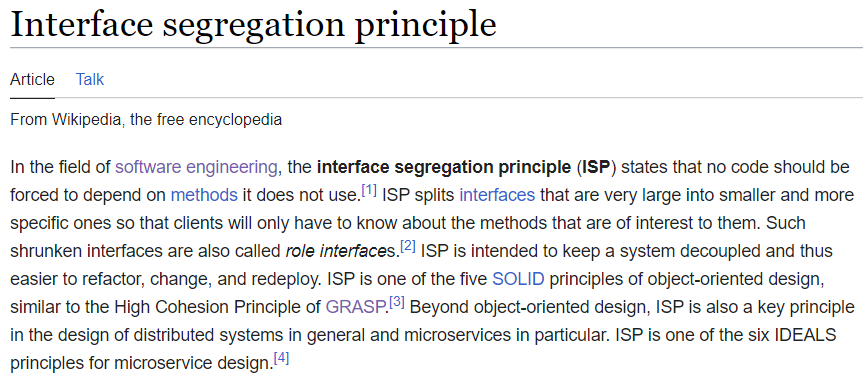 Interface segregation principle
Article Talk
From Wikipedia, the free encyclopedia
In the field of software engineering, the interface segregation principle (ISP) states that no code should be
forced to depend on methods it does not use.[1] ISP splits interfaces that are very large into smaller and more
specific ones so that clients will only have to know about the methods that are of interest to them. Such
shrunken interfaces are also called role interfaces.[2] ISP is intended to keep a system decoupled and thus
easier to refactor, change, and redeploy. ISP is one of the five SOLID principles of object-oriented design,
similar to the High Cohesion Principle of GRASP.[3] Beyond object-oriented design, ISP is also a key principle
in the design of distributed systems in general and microservices in particular. ISP is one of the six IDEALS
principles for microservice design.[4]